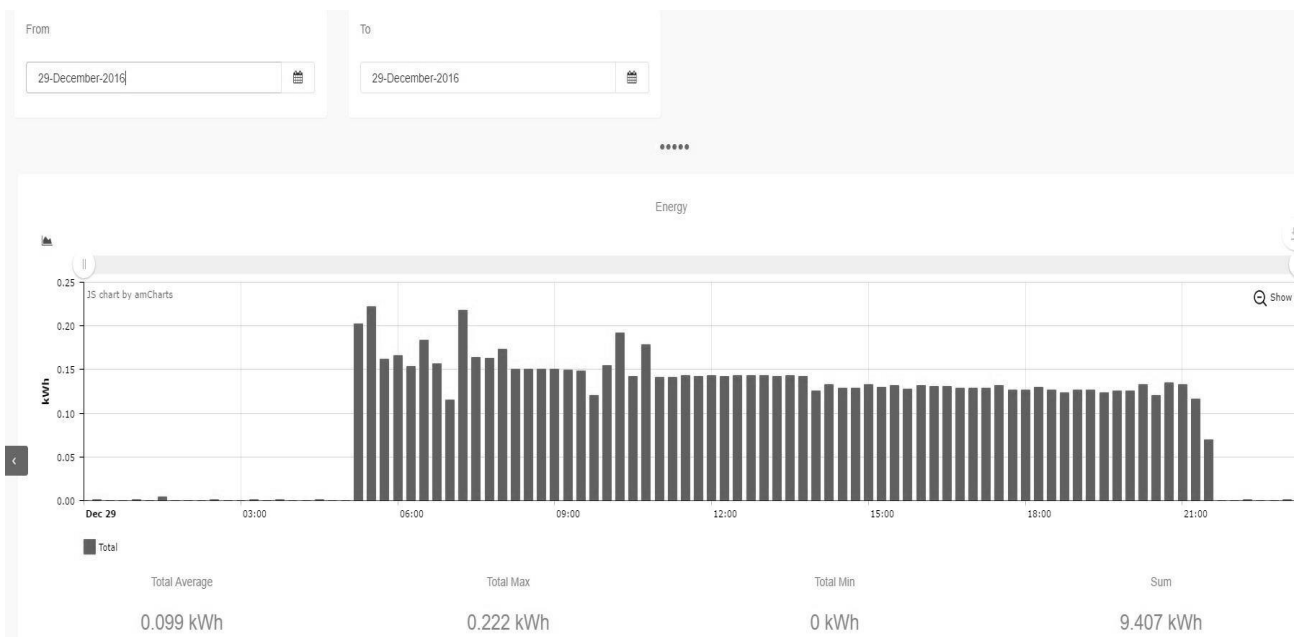 From
To
29-December-2016
29-December-2016
Energy
0.25
JS chart by amCharts
Show
0.20
0.15
kWh
0.10
0.05
0.00
Dec 29
03:00
06:00
09:00
12:00
15:00
18:00
21:00
Total
Total Average
Total Max
Total Min
Sum
0.099 kWh
0.222 kWh
0 kWh
9.407 kWh